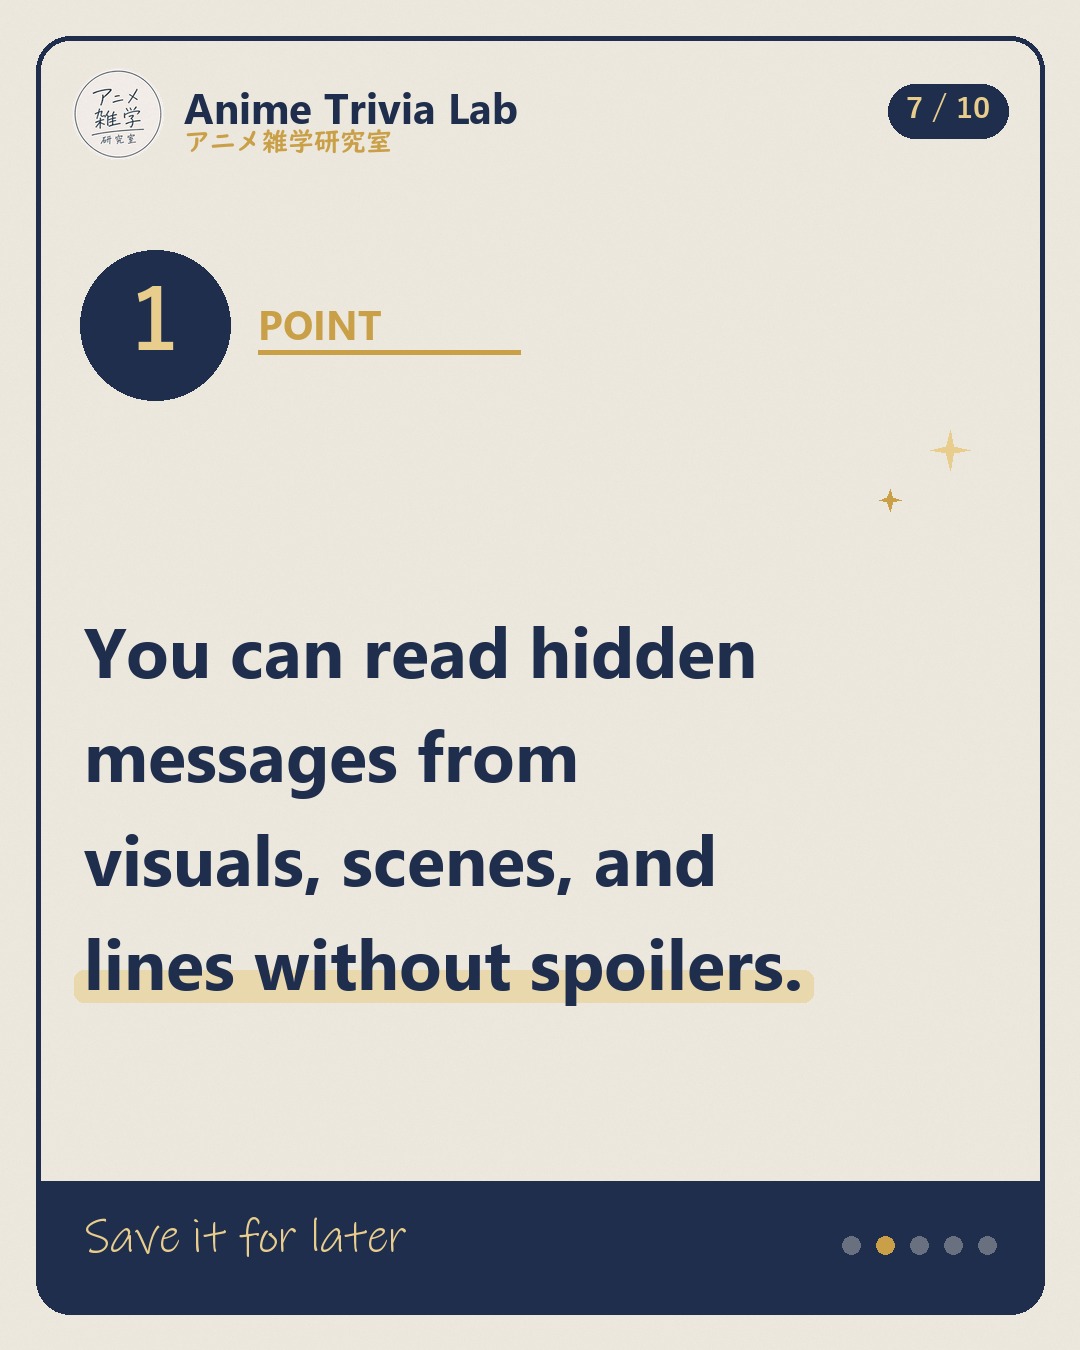 アニメ
雑学
研究室
Anime Trivia Lab
アニメ雑学研究室
7 / 10
1
POINT
You can read hidden
messages from
visuals, scenes, and
lines without spoilers.
Save it for later